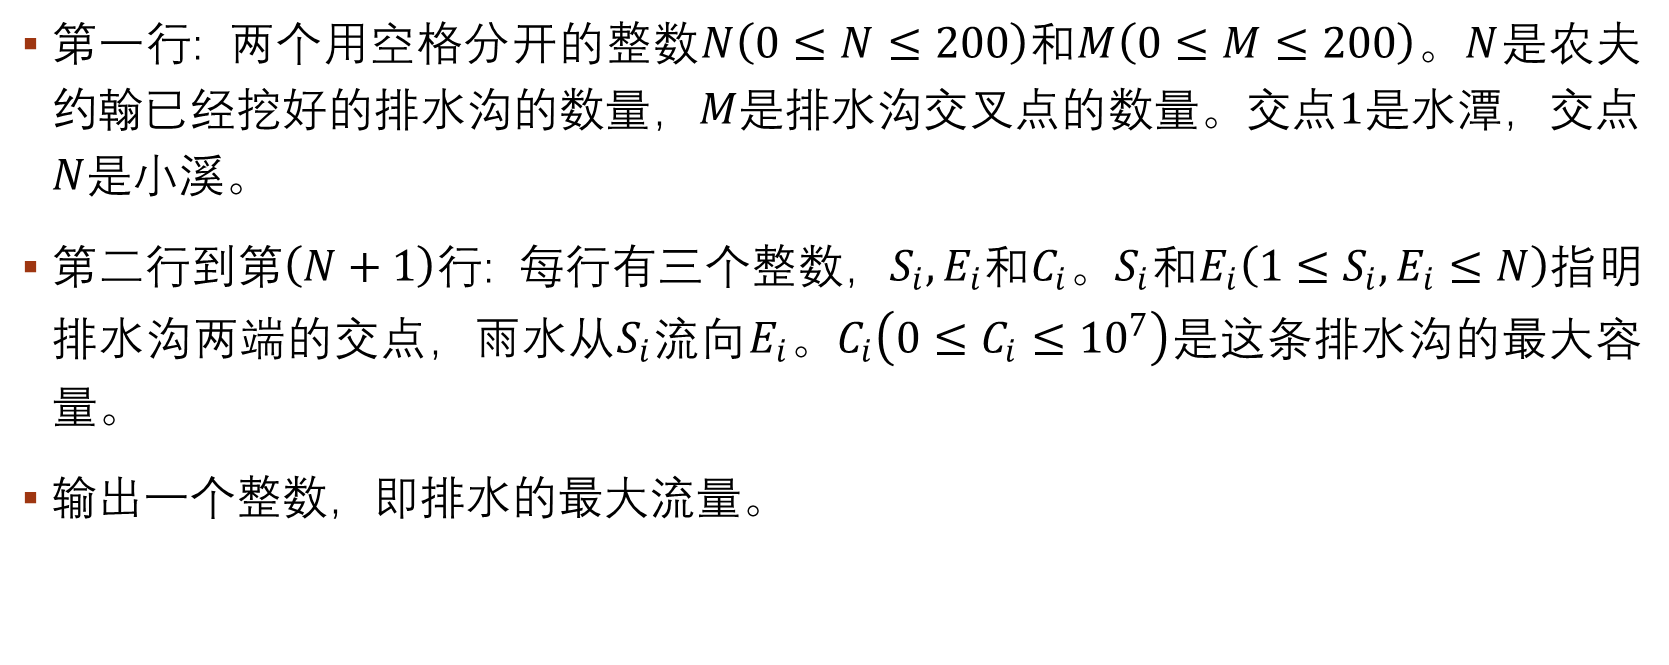 ▪ 第一行: 两个用空格分开的整数N(0 ≤ N ≤ 200)和M(0 ≤ M ≤ 200)。N是农夫
约翰已经挖好的排水沟的数量, M是排水沟交叉点的数量。交点1是水潭, 交点
N是小溪。
▪ 第二行到第(N + 1)行: 每行有三个整数, Sᵢ, Eᵢ和Cᵢ。Sᵢ和Eᵢ(1 ≤ Sᵢ, Eᵢ ≤ N)指明
排水沟两端的交点, 雨水从Sᵢ流向Eᵢ。Cᵢ(0 ≤ Cᵢ ≤ 10⁷)是这条排水沟的最大容
量。
▪ 输出一个整数, 即排水的最大流量。